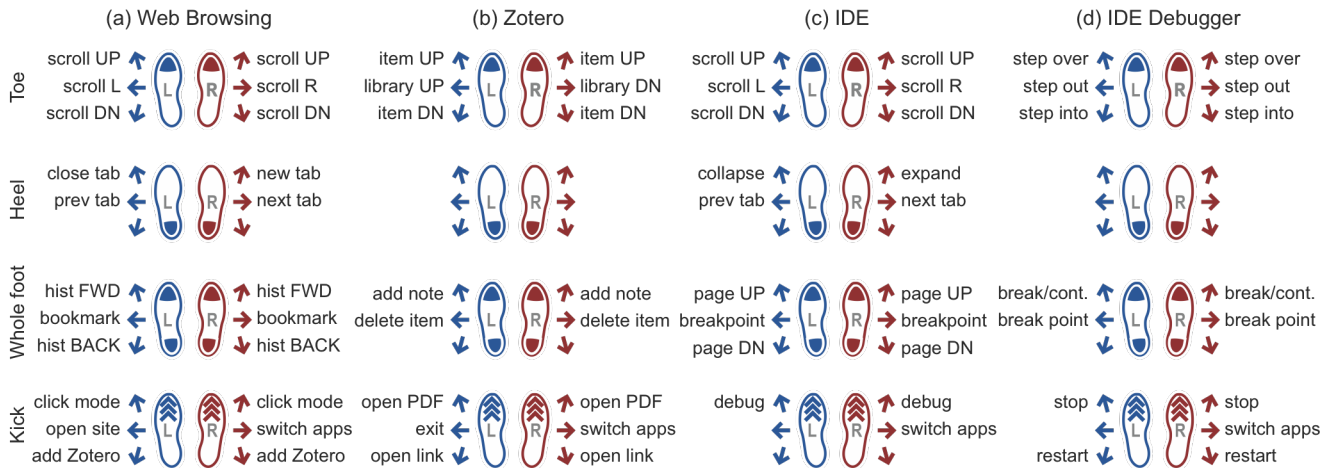 (a) Web Browsing (b) Zotero (c) IDE (d) IDE Debugger
Toe
scroll UP scroll UP item UP item UP scroll UP scroll UP step over step over
scroll L L R scroll R library UP L R library DN scroll L L R scroll R step out L R step out
scroll DN scroll DN item DN item DN scroll DN scroll DN step into step into
Heel
close tab new tab collapse expand
prev tab L R next tab L R prev tab L R next tab L R
Whole foot
hist FWD hist FWD add note add note page UP page UP break/cont. break/cont.
bookmark L R bookmark delete item L R delete item breakpoint L R breakpoint break point L R break point
hist BACK hist BACK page DN page DN
Kick
click mode click mode open PDF open PDF debug debug stop stop
open site L R switch apps exit L R switch apps L R switch apps L R switch apps
add Zotero add Zotero open link open link restart restart